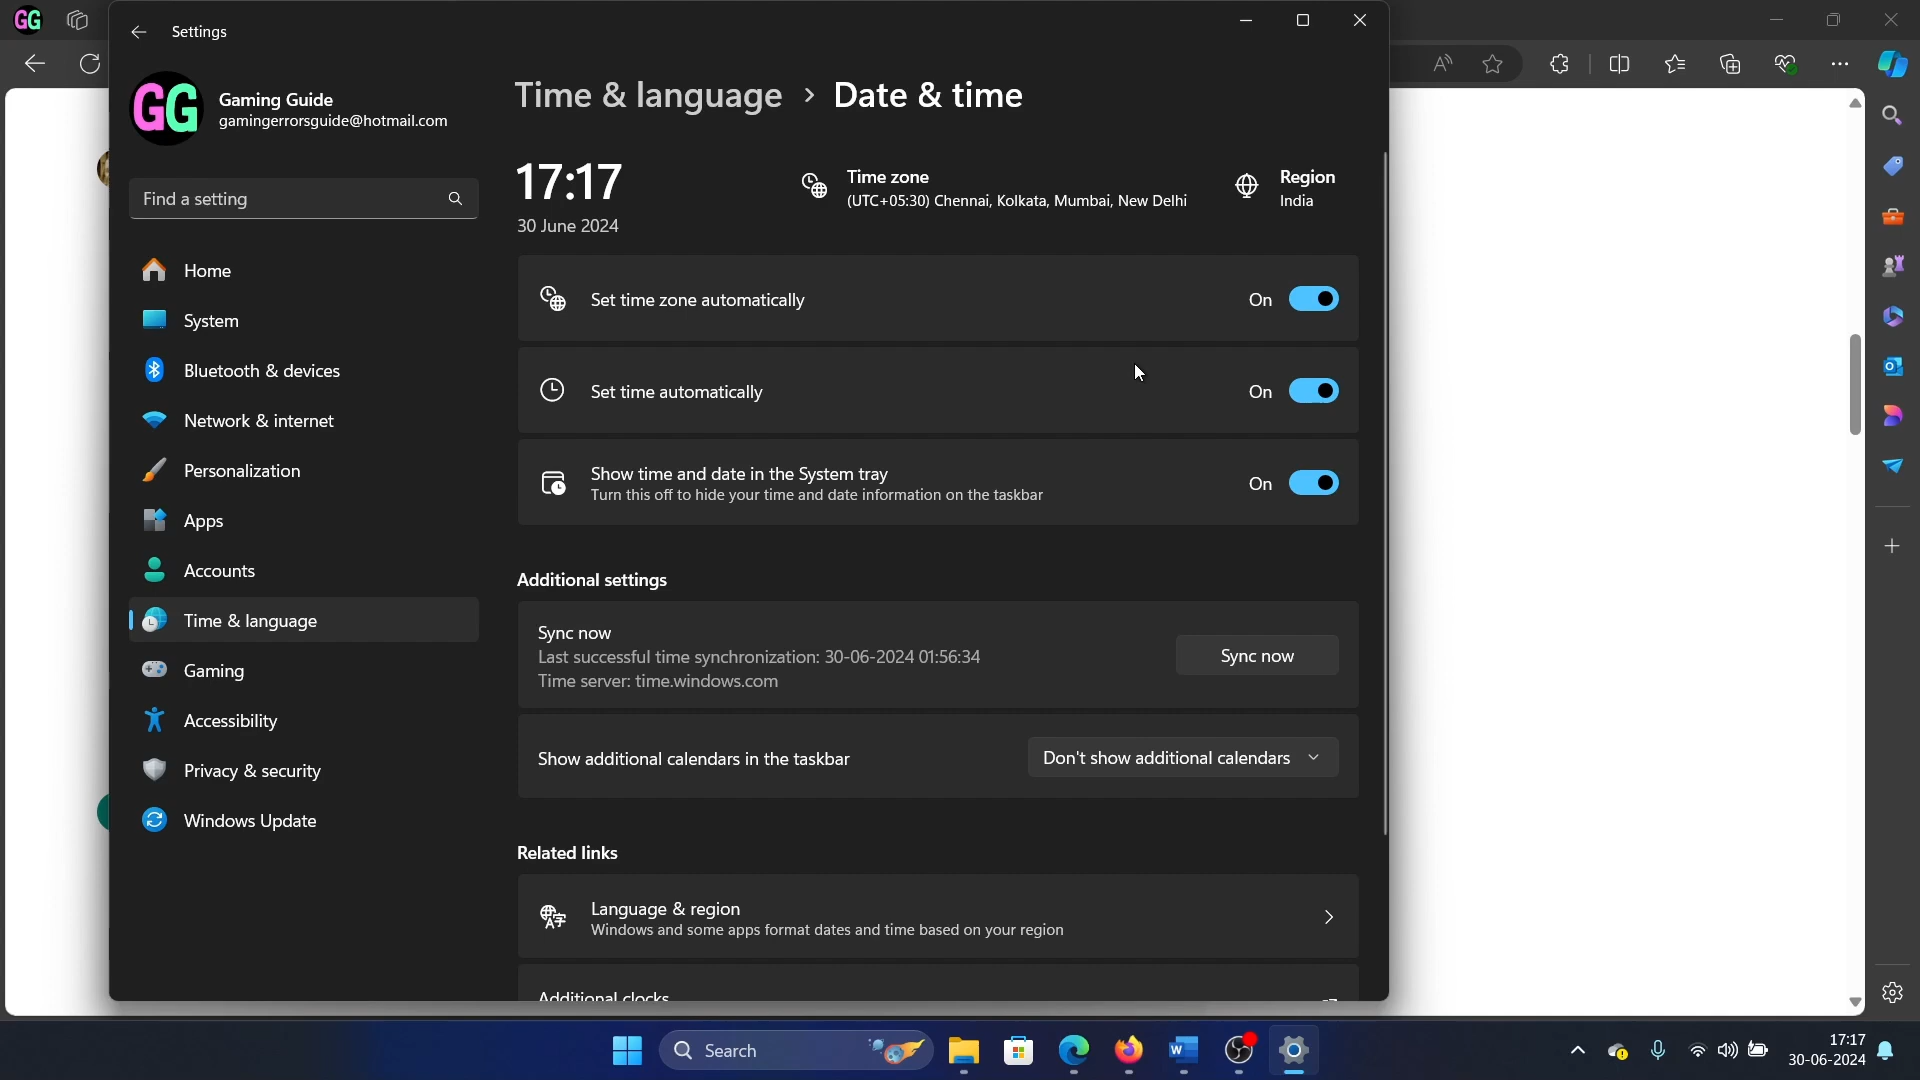 GG
Settings
GG
Gaming Guide
gamingerrorsguide@hotmail.com
Find a setting
Home
System
Bluetooth & devices
Network & internet
Personalization
Apps
Accounts
Time & language
Gaming
Accessibility
Privacy & security
Windows Update
Time & language > Date & time
17:17
30 June 2024
Time zone
(UTC+05:30) Chennai, Kolkata, Mumbai, New Delhi
Region
India
Set time zone automatically
On
Set time automatically
On
Show time and date in the System tray
Turn this off to hide your time and date information on the taskbar
On
Additional settings
Sync now
Last successful time synchronization: 30-06-2024 01:56:34
Time server: time.windows.com
Sync now
Show additional calendars in the taskbar
Don't show additional calendars
Related links
Language & region
Windows and some apps format dates and time based on your region
Additional clocks
Search
17:17
30-06-2024